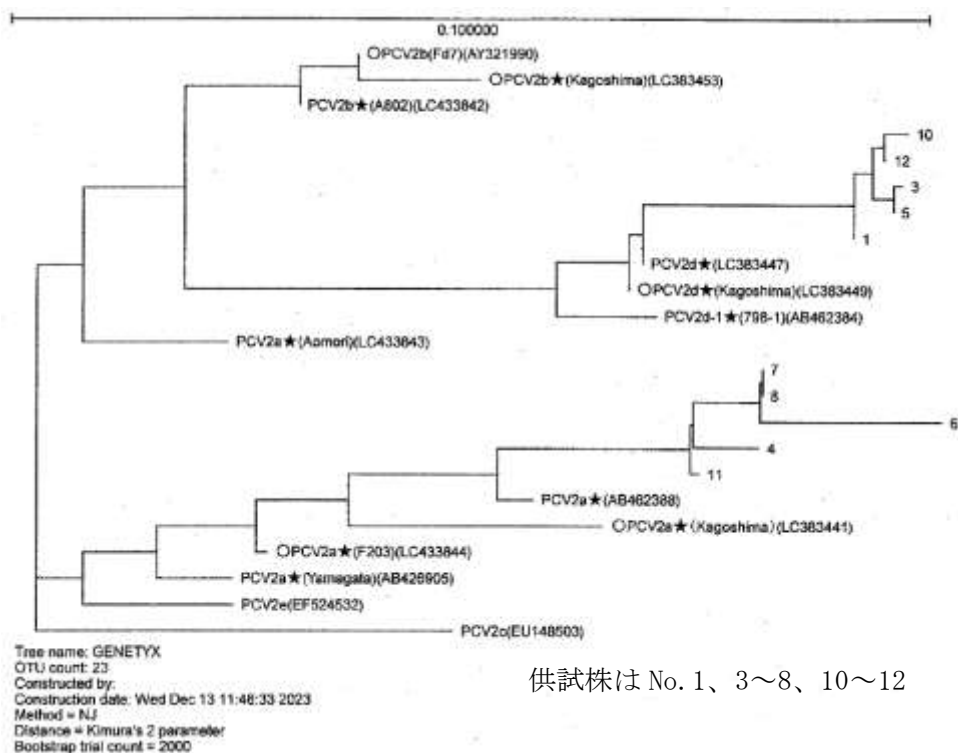 0.100000
○PCV2b(Fd7)(AY321990)
○PCV2b★(Kagoshima)(LC383453)
PCV2b★(A802)(LC433842)
10
12
3
5
1
PCV2d★(LC383447)
○PCV2d★(Kagoshima)(LC383449)
PCV2d-1★(798-1)(AB462384)
PCV2a★(Aomori)(LC433843)
7
8
6
4
11
PCV2a★(AB462388)
○PCV2a★(Kagoshima)(LC383441)
○PCV2a★(F203)(LC433844)
PCV2a★(Yamagata)(AB426905)
PCV2e(EF524532)
PCV2c(EU148503)
Tree name: GENETYX
OTU count: 23
Constructed by:
Construction date: Wed Dec 13 11:46:33 2023
Method = NJ
Distance = Kimura's 2 parameter
Bootstrap trial count = 2000
供試株は No.1、3～8、10～12